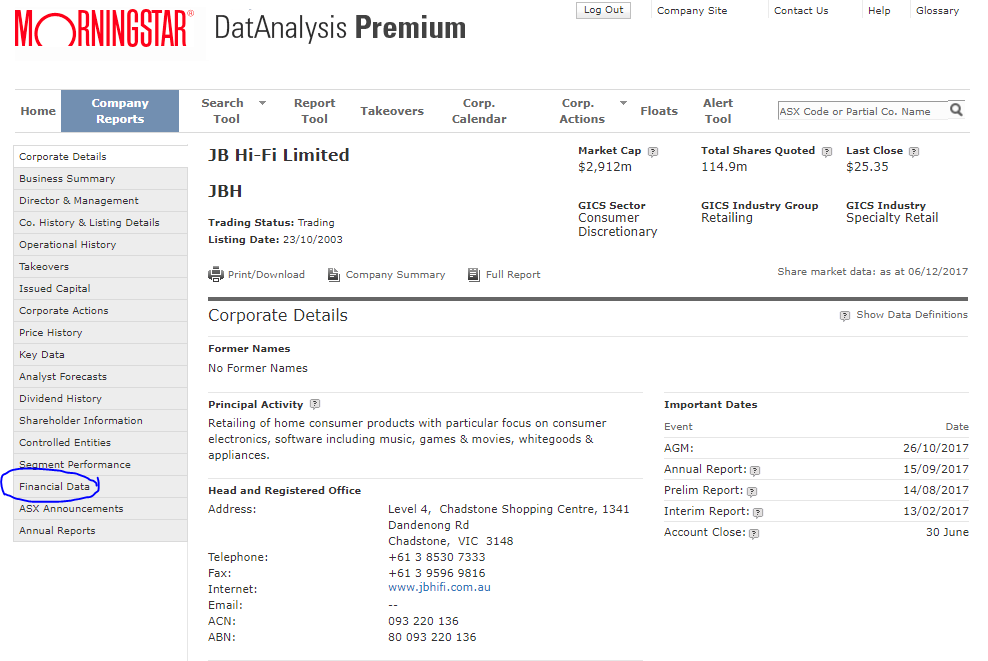 MORNINGSTAR® DatAnalysis Premium
Log Out Company Site Contact Us Help Glossary
Home Company Reports Search Tool Report Tool Takeovers Corp. Calendar Corp. Actions Floats Alert Tool ASX Code or Partial Co. Name
Corporate Details
Business Summary
Director & Management
Co. History & Listing Details
Operational History
Takeovers
Issued Capital
Corporate Actions
Price History
Key Data
Analyst Forecasts
Dividend History
Shareholder Information
Controlled Entities
Segment Performance
Financial Data
ASX Announcements
Annual Reports
JB Hi-Fi Limited
JBH
Trading Status: Trading
Listing Date: 23/10/2003
Market Cap ? Total Shares Quoted ? Last Close ?
$2,912m 114.9m $25.35
GICS Sector GICS Industry Group GICS Industry
Consumer Discretionary Retailing Specialty Retail
Print/Download Company Summary Full Report
Share market data: as at 06/12/2017
Corporate Details
? Show Data Definitions
Former Names
No Former Names
Principal Activity ?
Retailing of home consumer products with particular focus on consumer
electronics, software including music, games & movies, whitegoods &
appliances.
Head and Registered Office
Address: Level 4, Chadstone Shopping Centre, 1341
Dandenong Rd
Chadstone, VIC 3148
Telephone: +61 3 8530 7333
Fax: +61 3 9596 9816
Internet: www.jbhifi.com.au
Email: --
ACN: 093 220 136
ABN: 80 093 220 136
Important Dates
Event Date
AGM: 26/10/2017
Annual Report: ? 15/09/2017
Prelim Report: ? 14/08/2017
Interim Report: ? 13/02/2017
Account Close: ? 30 June